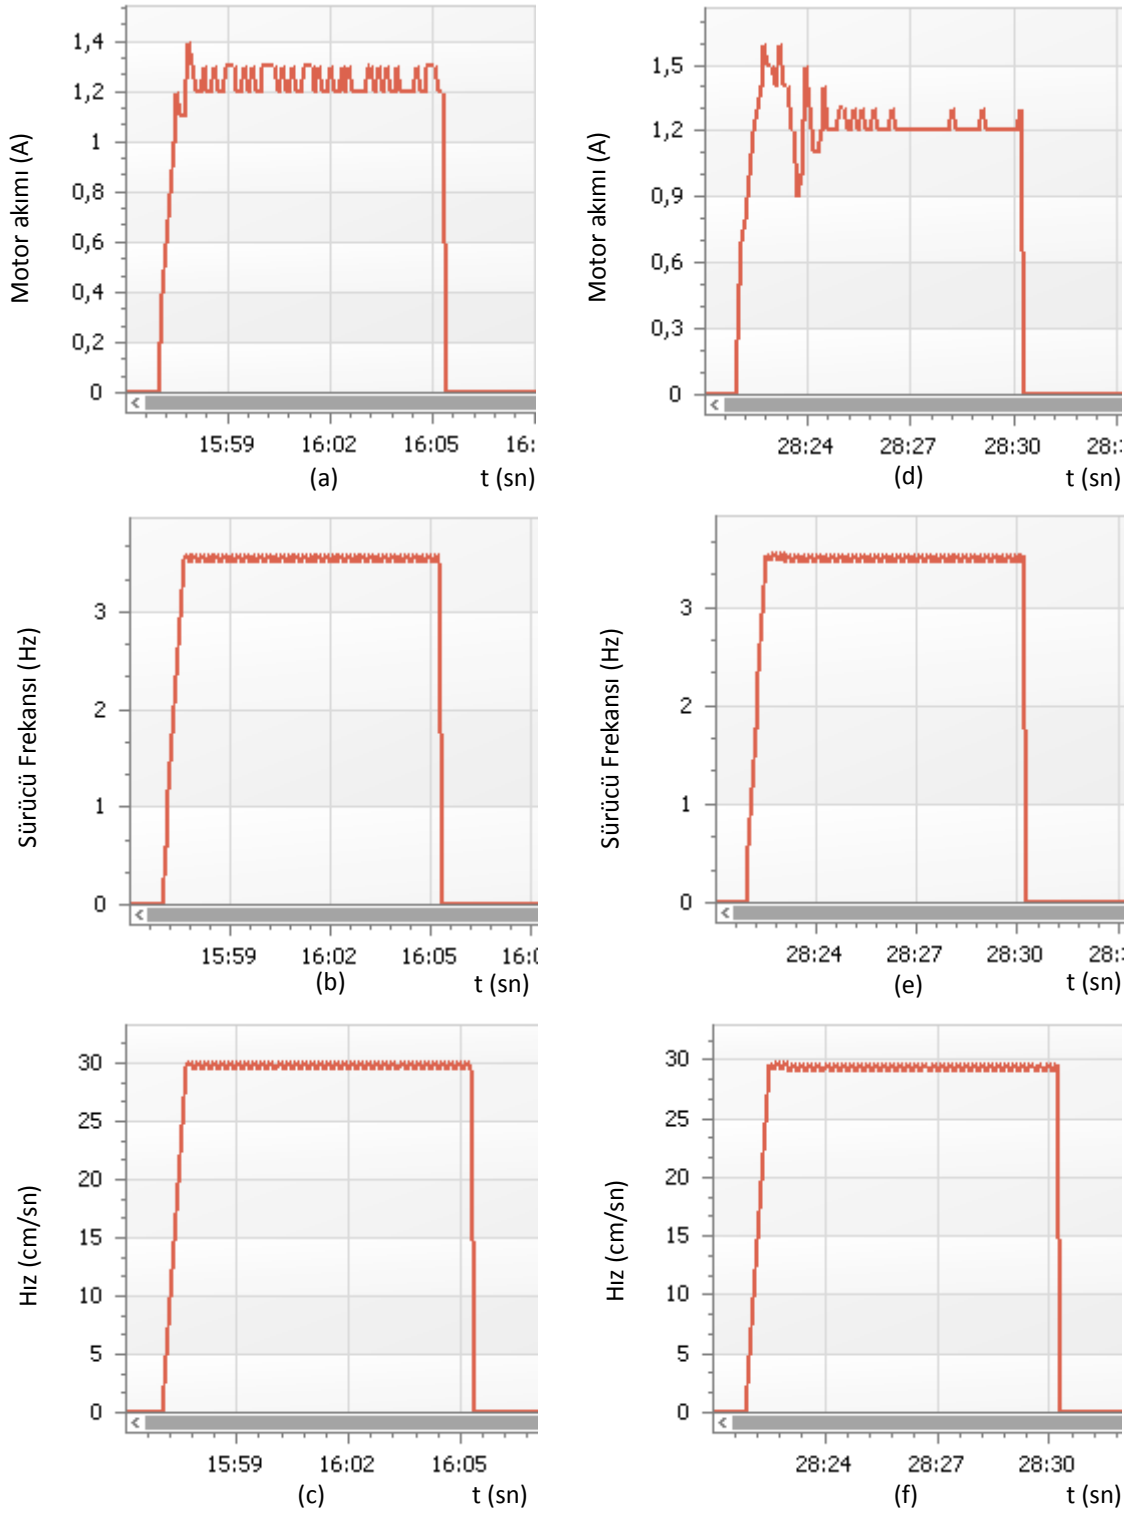 Motor akımı (A)
1,4
1,2
1
0,8
0,6
0,4
0,2
0
15:59 16:02 16:05 16:
(a) t (sn)
Motor akımı (A)
1,5
1,2
0,9
0,6
0,3
0
28:24 28:27 28:30 28:
(d) t (sn)
Sürücü Frekansı (Hz)
3
2
1
0
15:59 16:02 16:05 16:0
(b) t (sn)
Sürücü Frekansı (Hz)
3
2
1
0
28:24 28:27 28:30 28:
(e) t (sn)
Hız (cm/sn)
30
25
20
15
10
5
0
15:59 16:02 16:05
(c) t (sn)
Hız (cm/sn)
30
25
20
15
10
5
0
28:24 28:27 28:30
(f) t (sn)